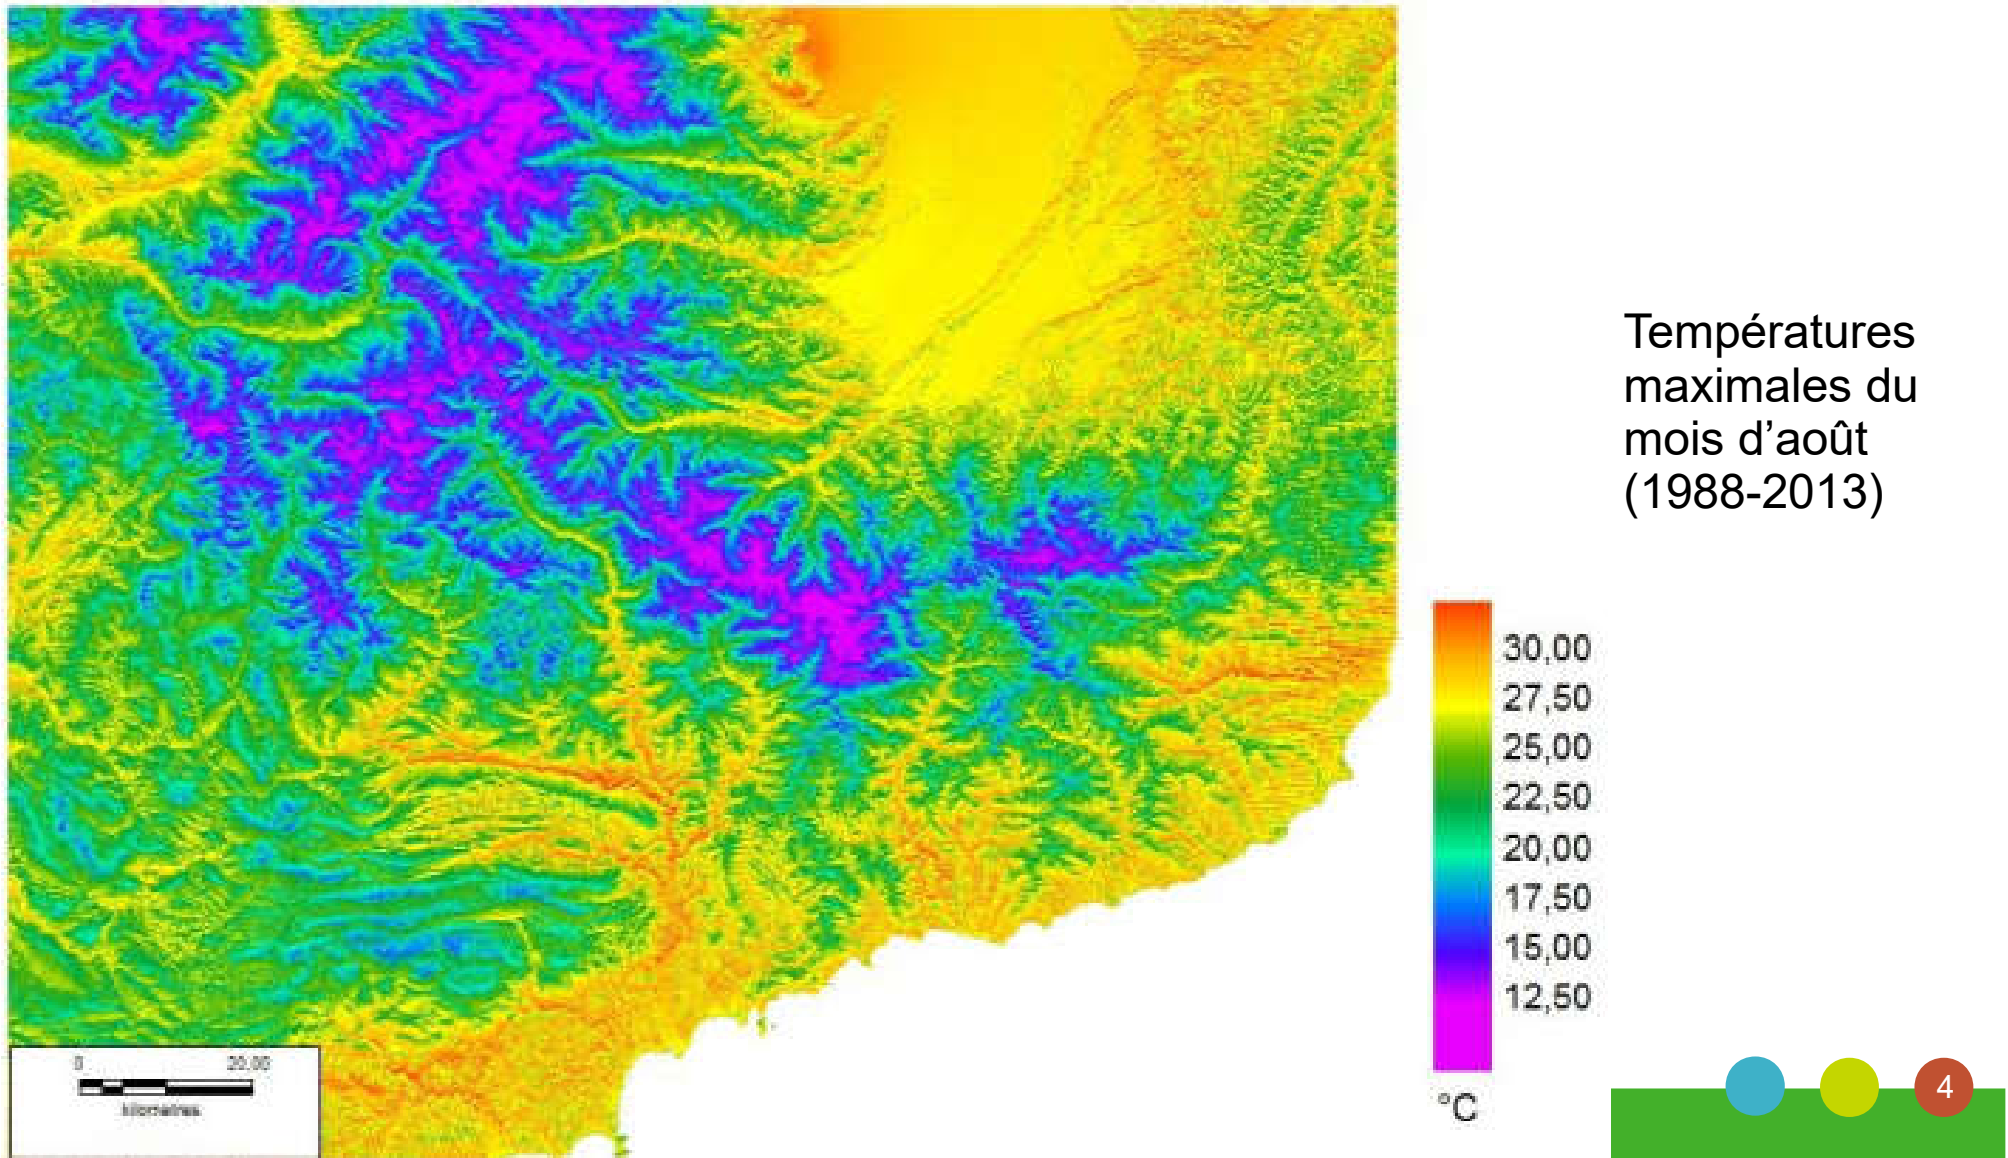 Températures
maximales du
mois d’août
(1988-2013)
30,00
27,50
25,00
22,50
20,00
17,50
15,00
12,50
°C
0 20.00
kilometres
4